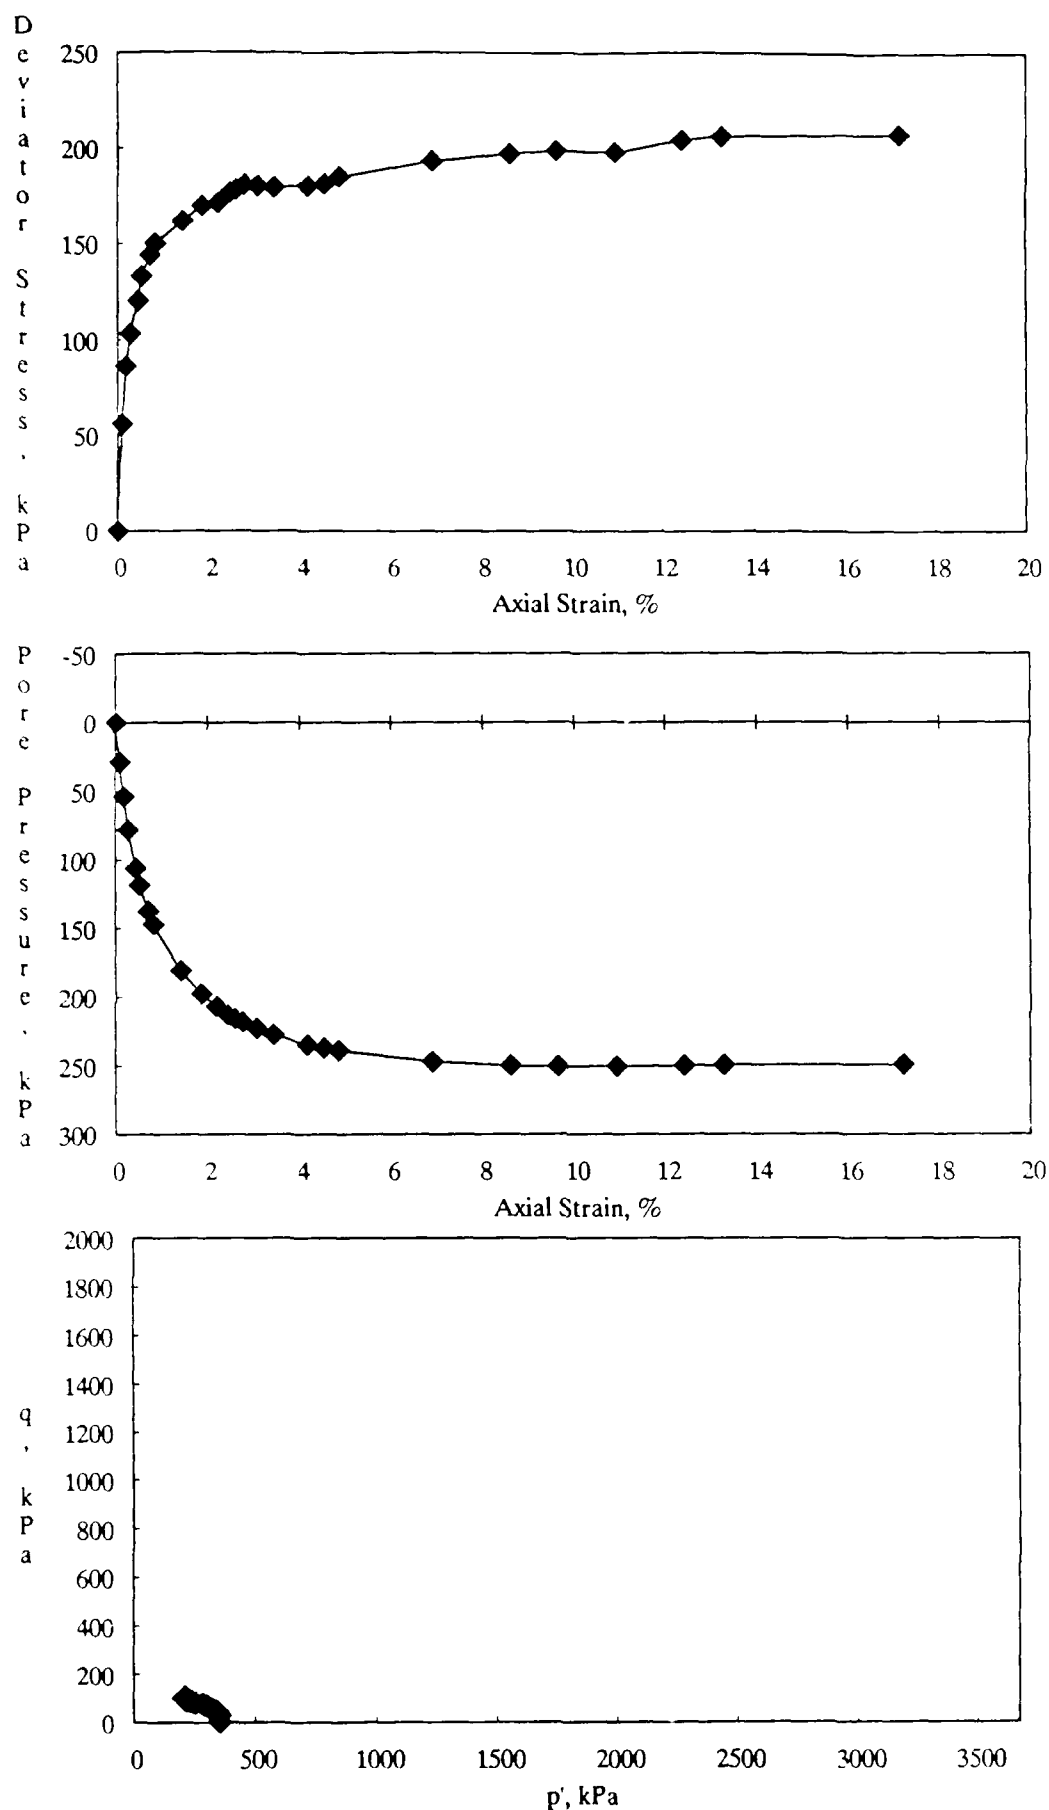 Deviator Stress, kPa
250
200
150
100
50
0
0 2 4 6 8 10 12 14 16 18 20
Axial Strain, %
Pore Pressure, kPa
-50
0
50
100
150
200
250
300
0 2 4 6 8 10 12 14 16 18 20
Axial Strain, %
q, kPa
2000
1800
1600
1400
1200
1000
800
600
400
200
0
0 500 1000 1500 2000 2500 3000 3500
p', kPa